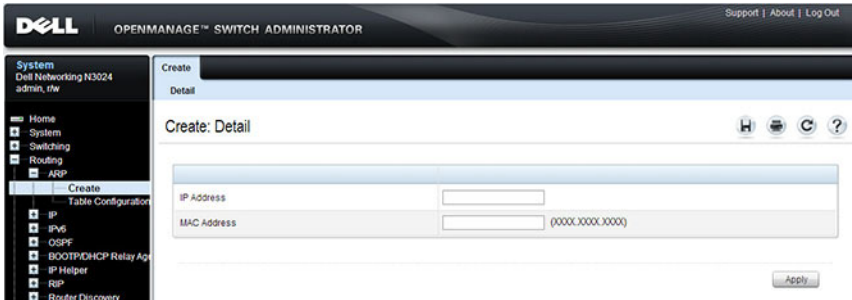 Support | About | Log Out
DELL OPENMANAGE™ SWITCH ADMINISTRATOR
System
Dell Networking N3024
admin, r/w
Home
System
Switching
Routing
ARP
Create
Table Configuration
IP
IPv6
OSPF
BOOTP/DHCP Relay Age
IP Helper
RIP
Router Discovery
Create
Detail
Create: Detail
IP Address
MAC Address (XXXX.XXXX.XXXX)
Apply